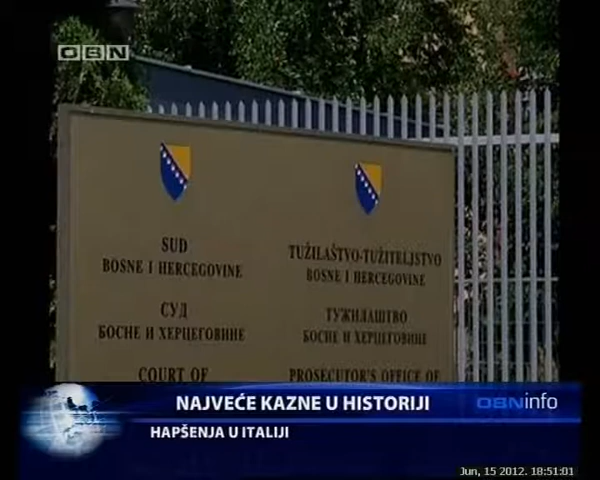 OBN
SUD
BOSNE I HERCEGOVINE
СУД
БОСНЕ И ХЕРЦЕГОВИНЕ
COURT OF
TUŽILAŠTVO-TUŽITELJSTVO
BOSNE I HERCEGOVINE
ТУЖИЛАШТВО
БОСНЕ И ХЕРЦЕГОВИНЕ
PROSECUTOR'S OFFICE OF
NAJVEĆE KAZNE U HISTORIJI
OBNinfo
HAPŠENJA U ITALIJI
Jun, 15 2012. 18:51:01